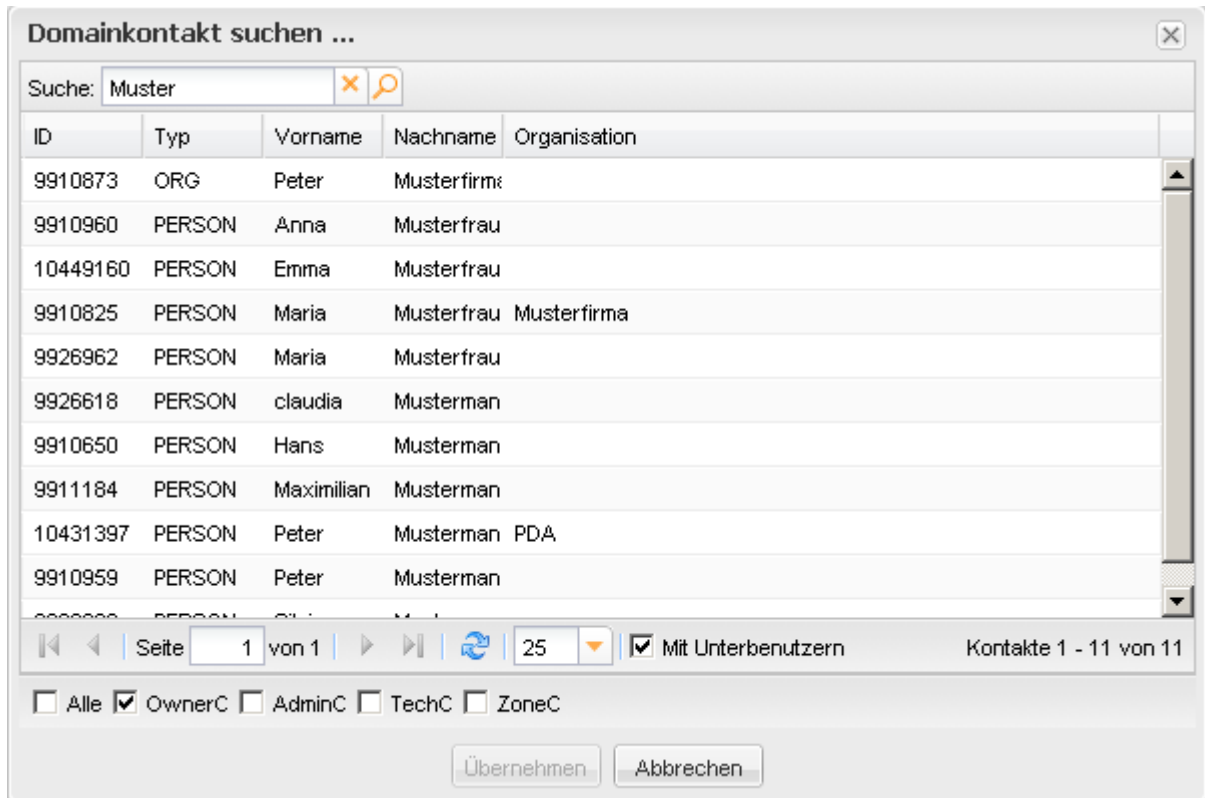 Domainkontakt suchen ...
Suche: Muster
ID Typ Vorname Nachname Organisation
9910873 ORG Peter Musterfirma
9910960 PERSON Anna Musterfrau
10449160 PERSON Emma Musterfrau
9910825 PERSON Maria Musterfrau Musterfirma
9926962 PERSON Maria Musterfrau
9926618 PERSON claudia Musterman
9910650 PERSON Hans Musterman
9911184 PERSON Maximilian Musterman
10431397 PERSON Peter Musterman PDA
9910959 PERSON Peter Musterman
PERSON
Seite 1 von 1 25 Mit Unterbenutzern Kontakte 1 - 11 von 11
Alle OwnerC AdminC TechC ZoneC
Übernehmen Abbrechen